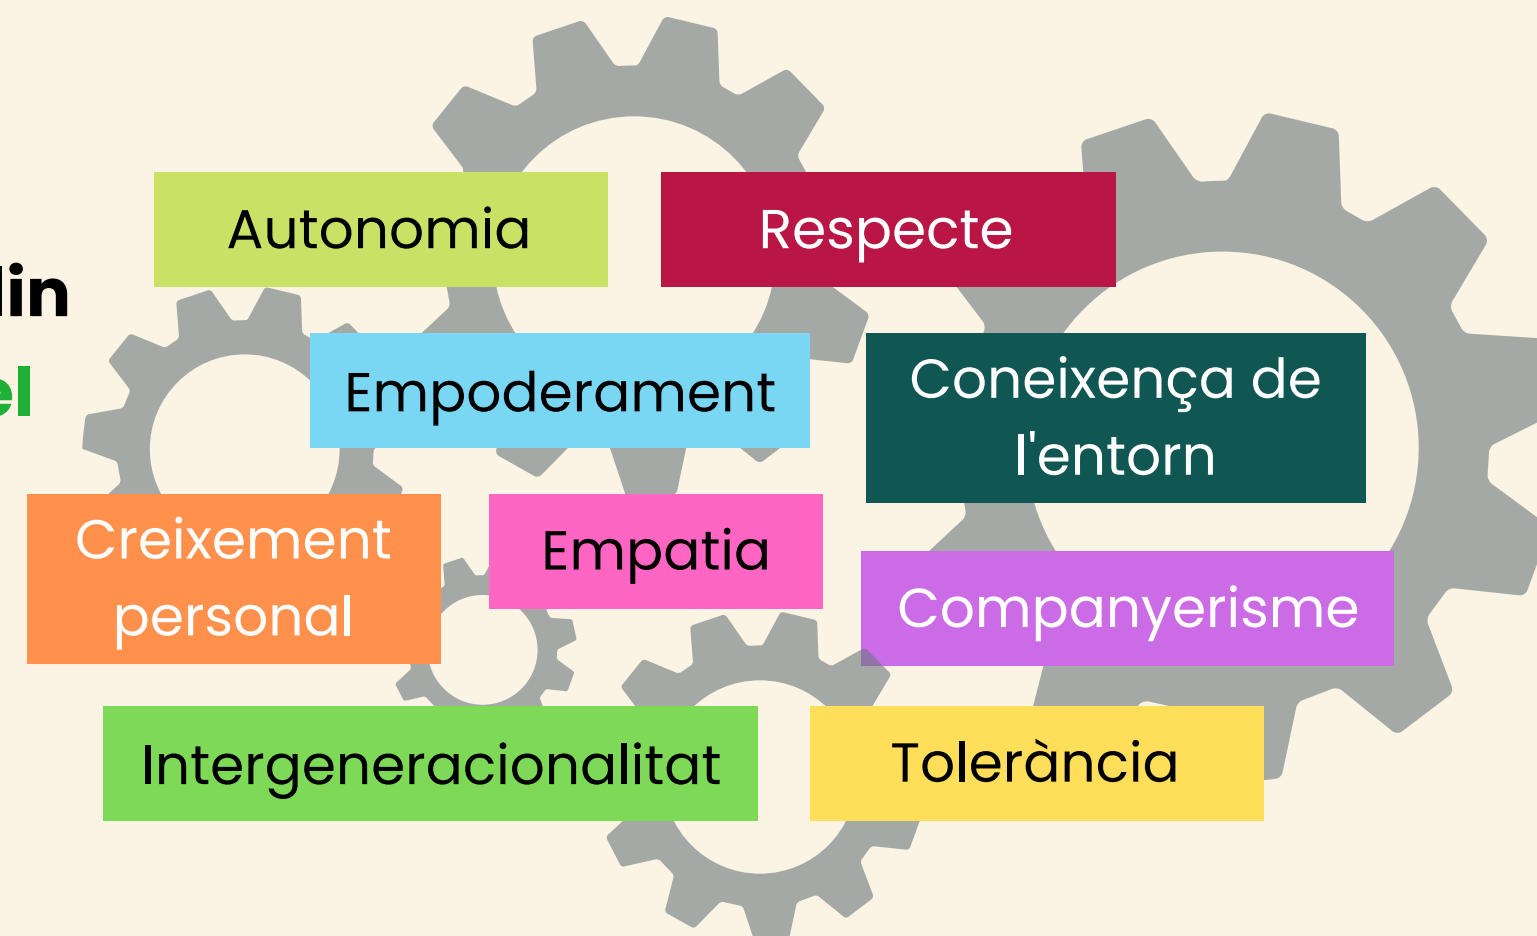 Autonomia
Respecte
Empoderament
Coneixença de
l'entorn
Creixement
personal
Empatia
Companyerisme
Intergeneracionalitat
Tolerància